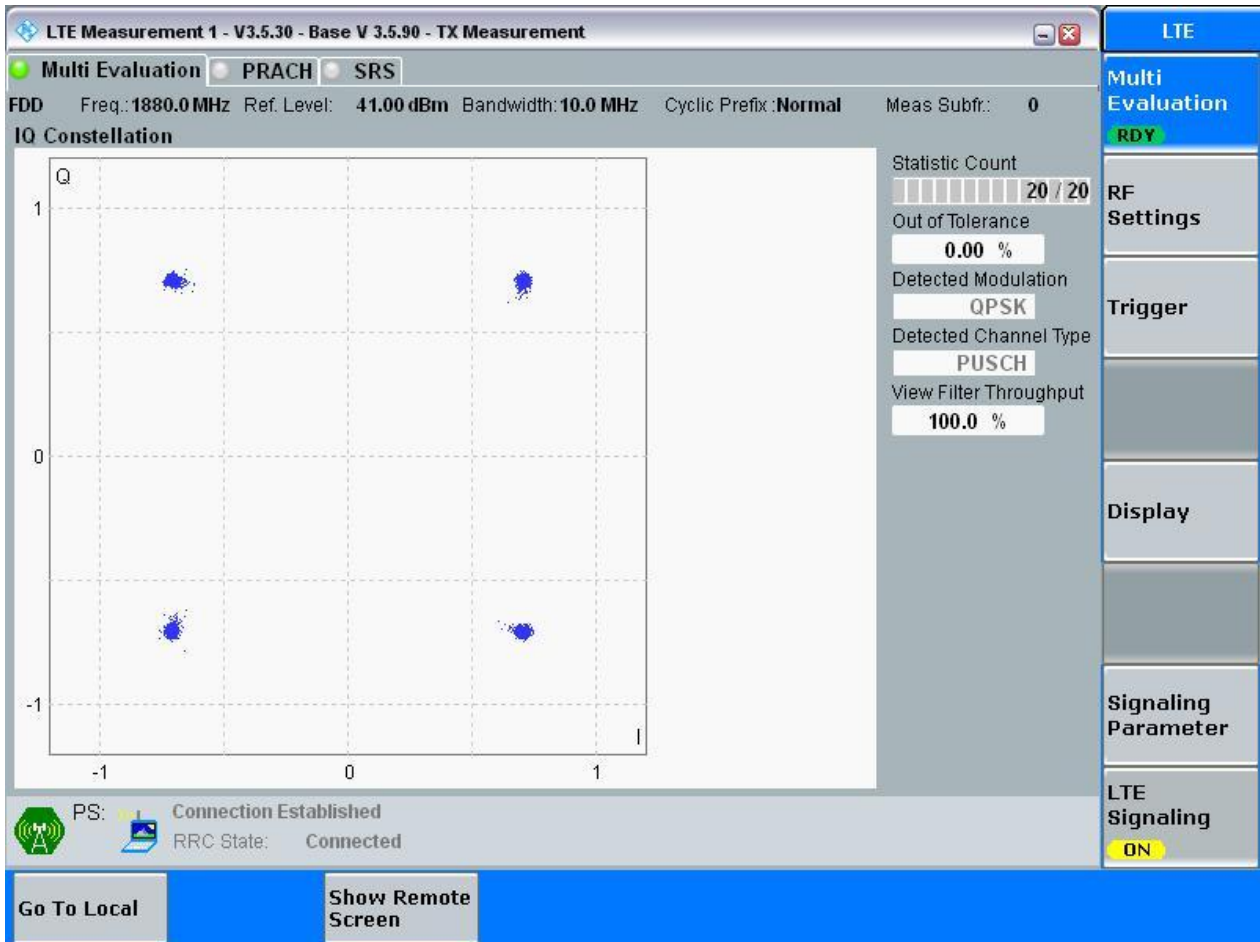 LTE Measurement 1 - V3.5.30 - Base V 3.5.90 - TX Measurement
Multi Evaluation PRACH SRS
FDD Freq.: 1880.0 MHz Ref. Level: 41.00 dBm Bandwidth: 10.0 MHz Cyclic Prefix : Normal Meas Subfr.: 0
IQ Constellation
Q
1
0
-1
I
-1 0 1
Statistic Count
20 / 20
Out of Tolerance
0.00 %
Detected Modulation
QPSK
Detected Channel Type
PUSCH
View Filter Throughput
100.0 %
PS: Connection Established
RRC State: Connected
LTE
Multi
Evaluation
RDY
RF
Settings
Trigger
Display
Signaling
Parameter
LTE
Signaling
ON
Go To Local
Show Remote
Screen